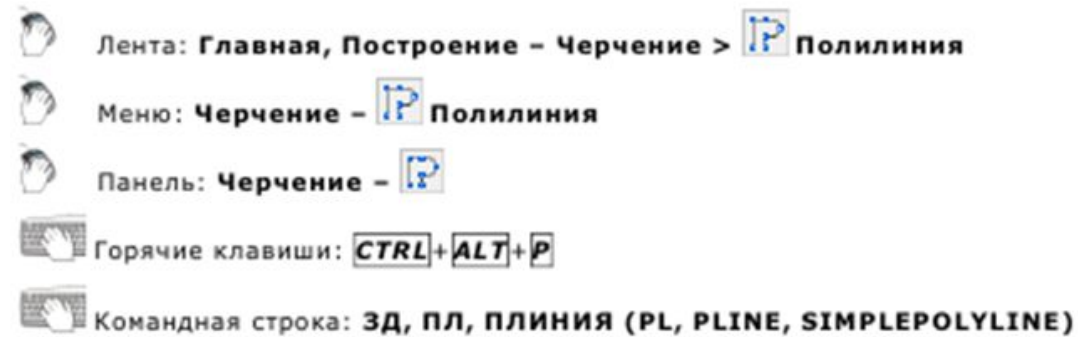 Лента: Главная, Построение – Черчение > Полилиния
Меню: Черчение – Полилиния
Панель: Черчение –
Горячие клавиши: CTRL+ALT+P
Командная строка: ЗД, ПЛ, ПЛИНИЯ (PL, PLINE, SIMPLEPOLYLINE)